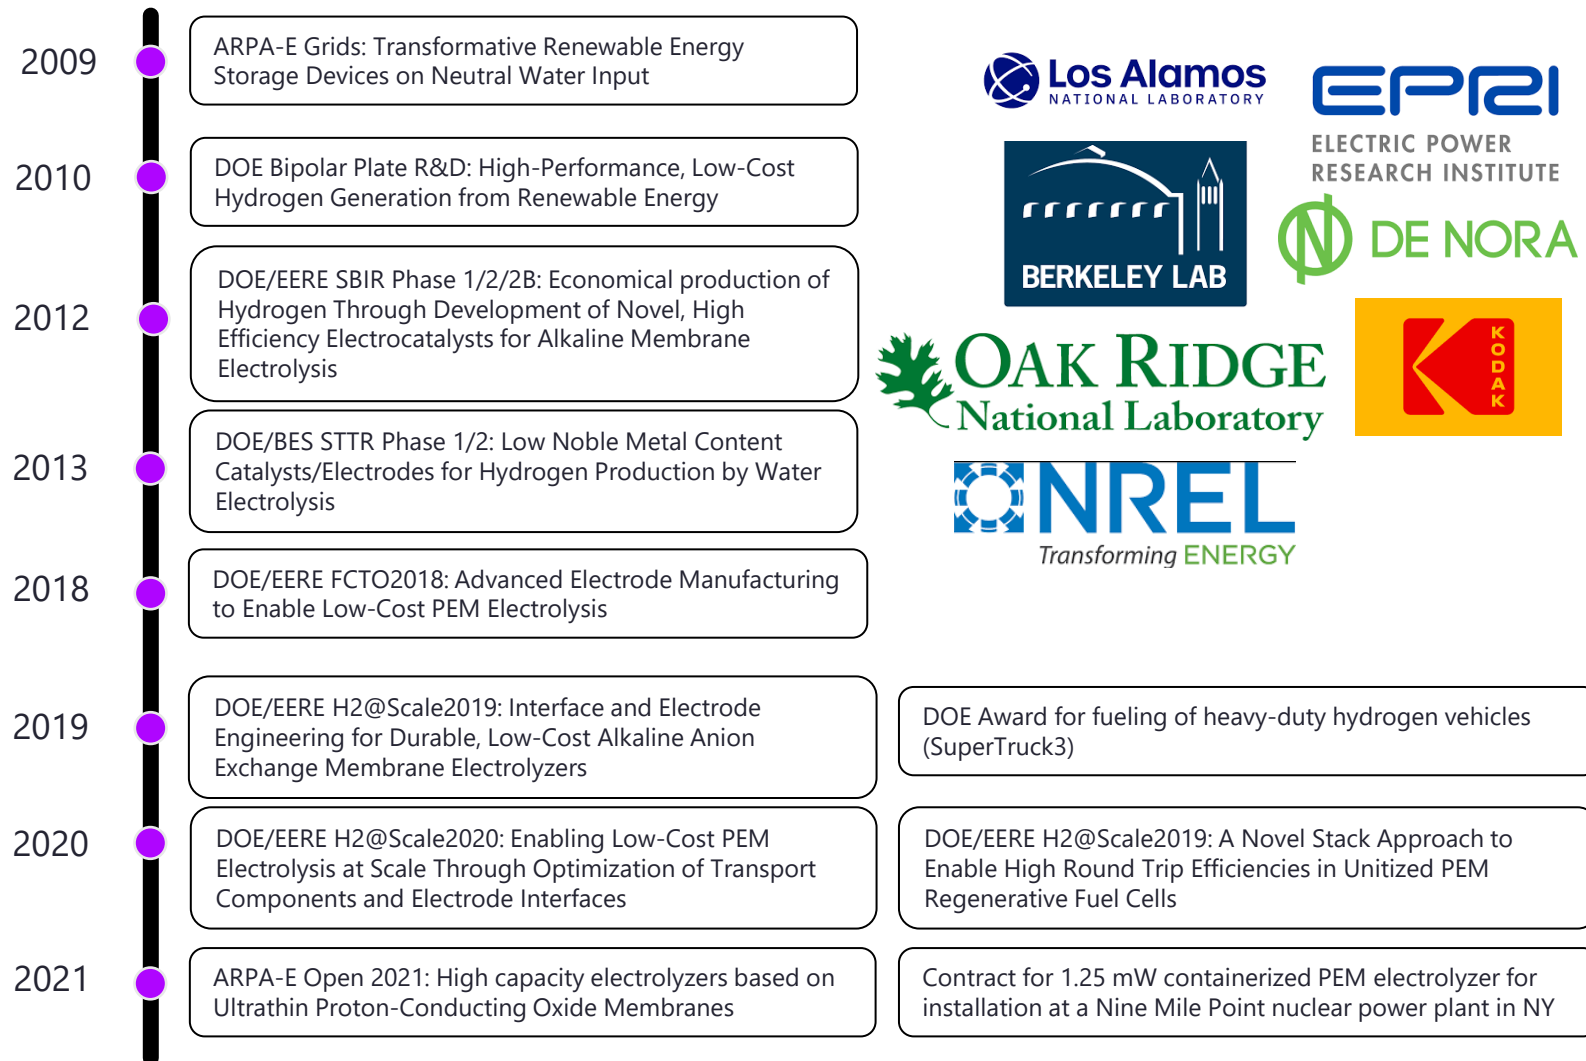 2009
ARPA-E Grids: Transformative Renewable Energy
Storage Devices on Neutral Water Input
2010
DOE Bipolar Plate R&D: High-Performance, Low-Cost
Hydrogen Generation from Renewable Energy
2012
DOE/EERE SBIR Phase 1/2/2B: Economical production of
Hydrogen Through Development of Novel, High
Efficiency Electrocatalysts for Alkaline Membrane
Electrolysis
2013
DOE/BES STTR Phase 1/2: Low Noble Metal Content
Catalysts/Electrodes for Hydrogen Production by Water
Electrolysis
2018
DOE/EERE FCTO2018: Advanced Electrode Manufacturing
to Enable Low-Cost PEM Electrolysis
Los Alamos
NATIONAL LABORATORY
EPRI
ELECTRIC POWER
RESEARCH INSTITUTE
BERKELEY LAB
DE NORA
OAK RIDGE
National Laboratory
KODAK
NREL
Transforming ENERGY
2019
DOE/EERE H2@Scale2019: Interface and Electrode
Engineering for Durable, Low-Cost Alkaline Anion
Exchange Membrane Electrolyzers
DOE Award for fueling of heavy-duty hydrogen vehicles
(SuperTruck3)
2020
DOE/EERE H2@Scale2020: Enabling Low-Cost PEM
Electrolysis at Scale Through Optimization of Transport
Components and Electrode Interfaces
DOE/EERE H2@Scale2019: A Novel Stack Approach to
Enable High Round Trip Efficiencies in Unitized PEM
Regenerative Fuel Cells
2021
ARPA-E Open 2021: High capacity electrolyzers based on
Ultrathin Proton-Conducting Oxide Membranes
Contract for 1.25 mW containerized PEM electrolyzer for
installation at a Nine Mile Point nuclear power plant in NY